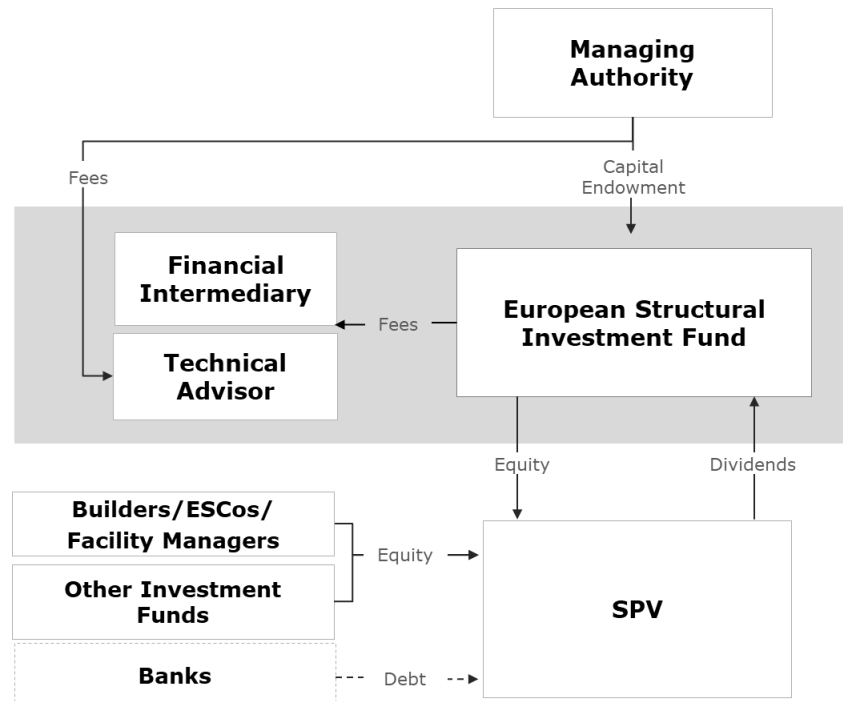 Managing
Authority
Fees
Capital
Endowment
Financial
Intermediary
Fees
European Structural
Investment Fund
Technical
Advisor
Equity
Dividends
Builders/ESCos/
Facility Managers
Equity
Other Investment
Funds
SPV
Banks
Debt